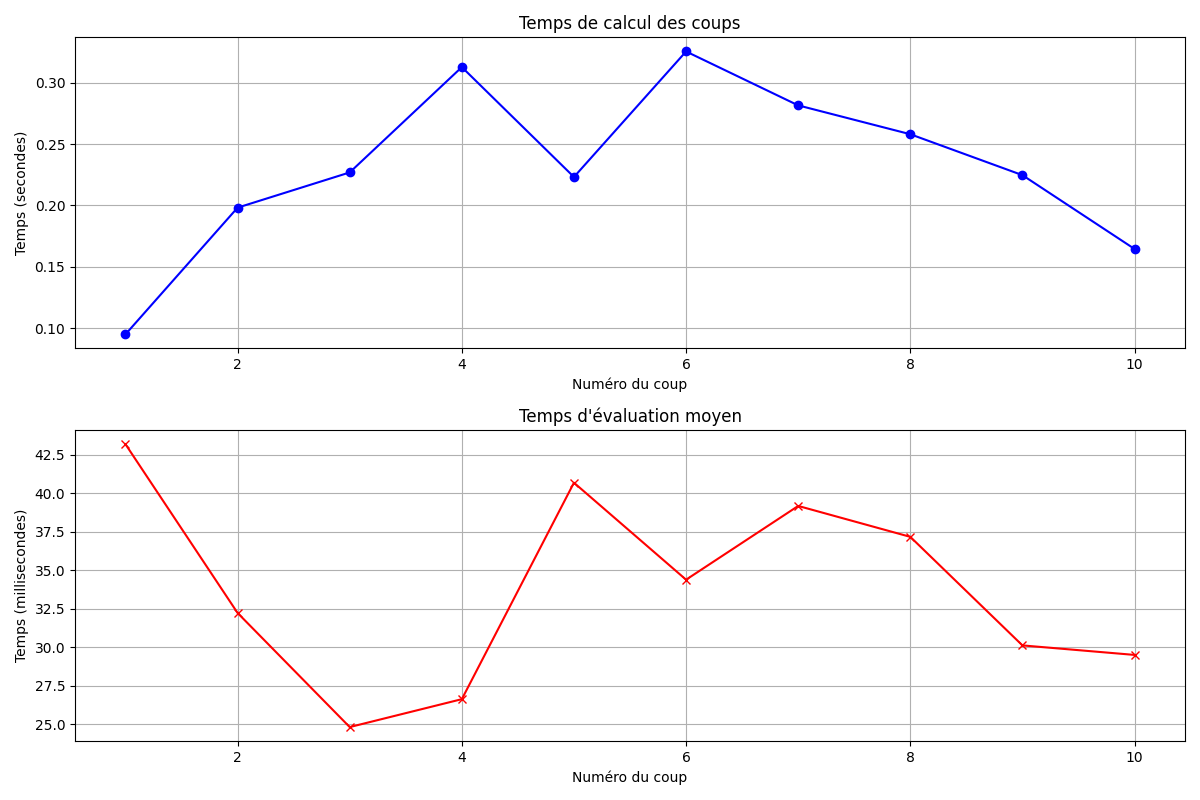 Temps de calcul des coups
Temps (secondes)
0.30
0.25
0.20
0.15
0.10
2 4 6 8 10
Numéro du coup
Temps d'évaluation moyen
Temps (millisecondes)
42.5
40.0
37.5
35.0
32.5
30.0
27.5
25.0
2 4 6 8 10
Numéro du coup